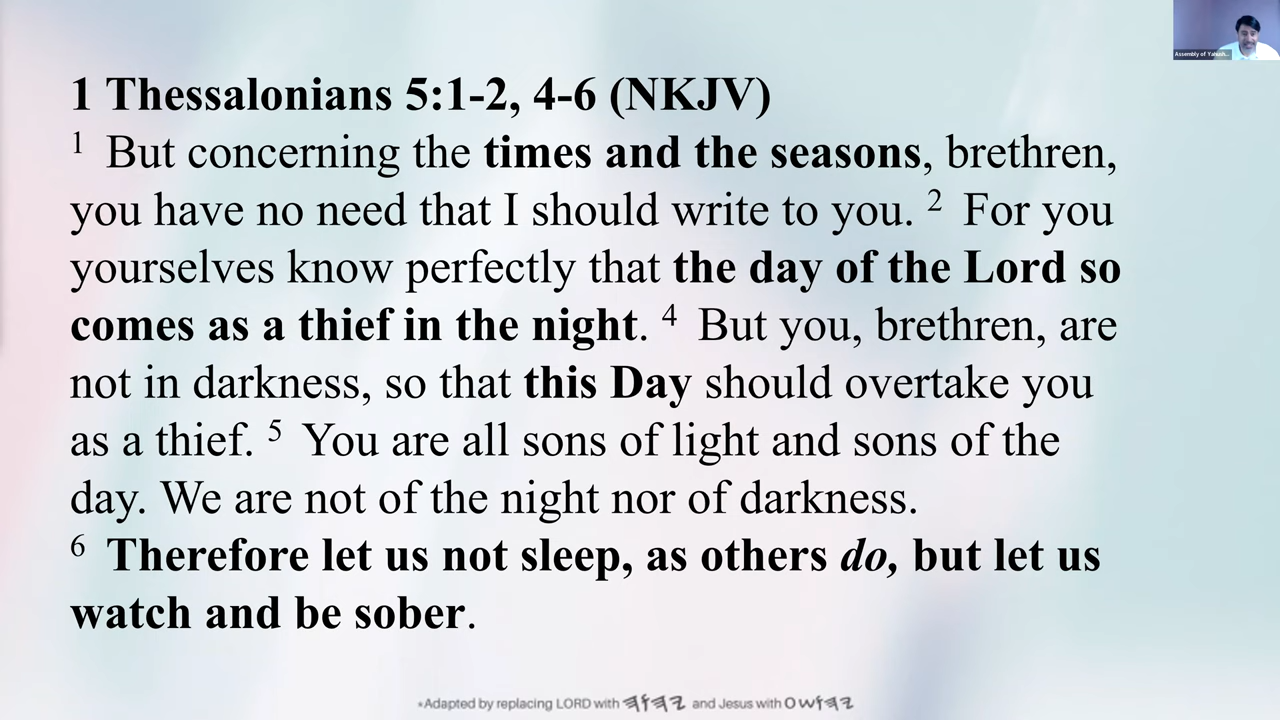 Assembly of Yahush...
1 Thessalonians 5:1-2, 4-6 (NKJV)
1 But concerning the times and the seasons, brethren,
you have no need that I should write to you. 2 For you
yourselves know perfectly that the day of the Lord so
comes as a thief in the night. 4 But you, brethren, are
not in darkness, so that this Day should overtake you
as a thief. 5 You are all sons of light and sons of the
day. We are not of the night nor of darkness.
6 Therefore let us not sleep, as others do, but let us
watch and be sober.
*Adapted by replacing LORD with 𐤉𐤄𐤅𐤄 and Jesus with 𐤉𐤄𐤅𐤔𐤏